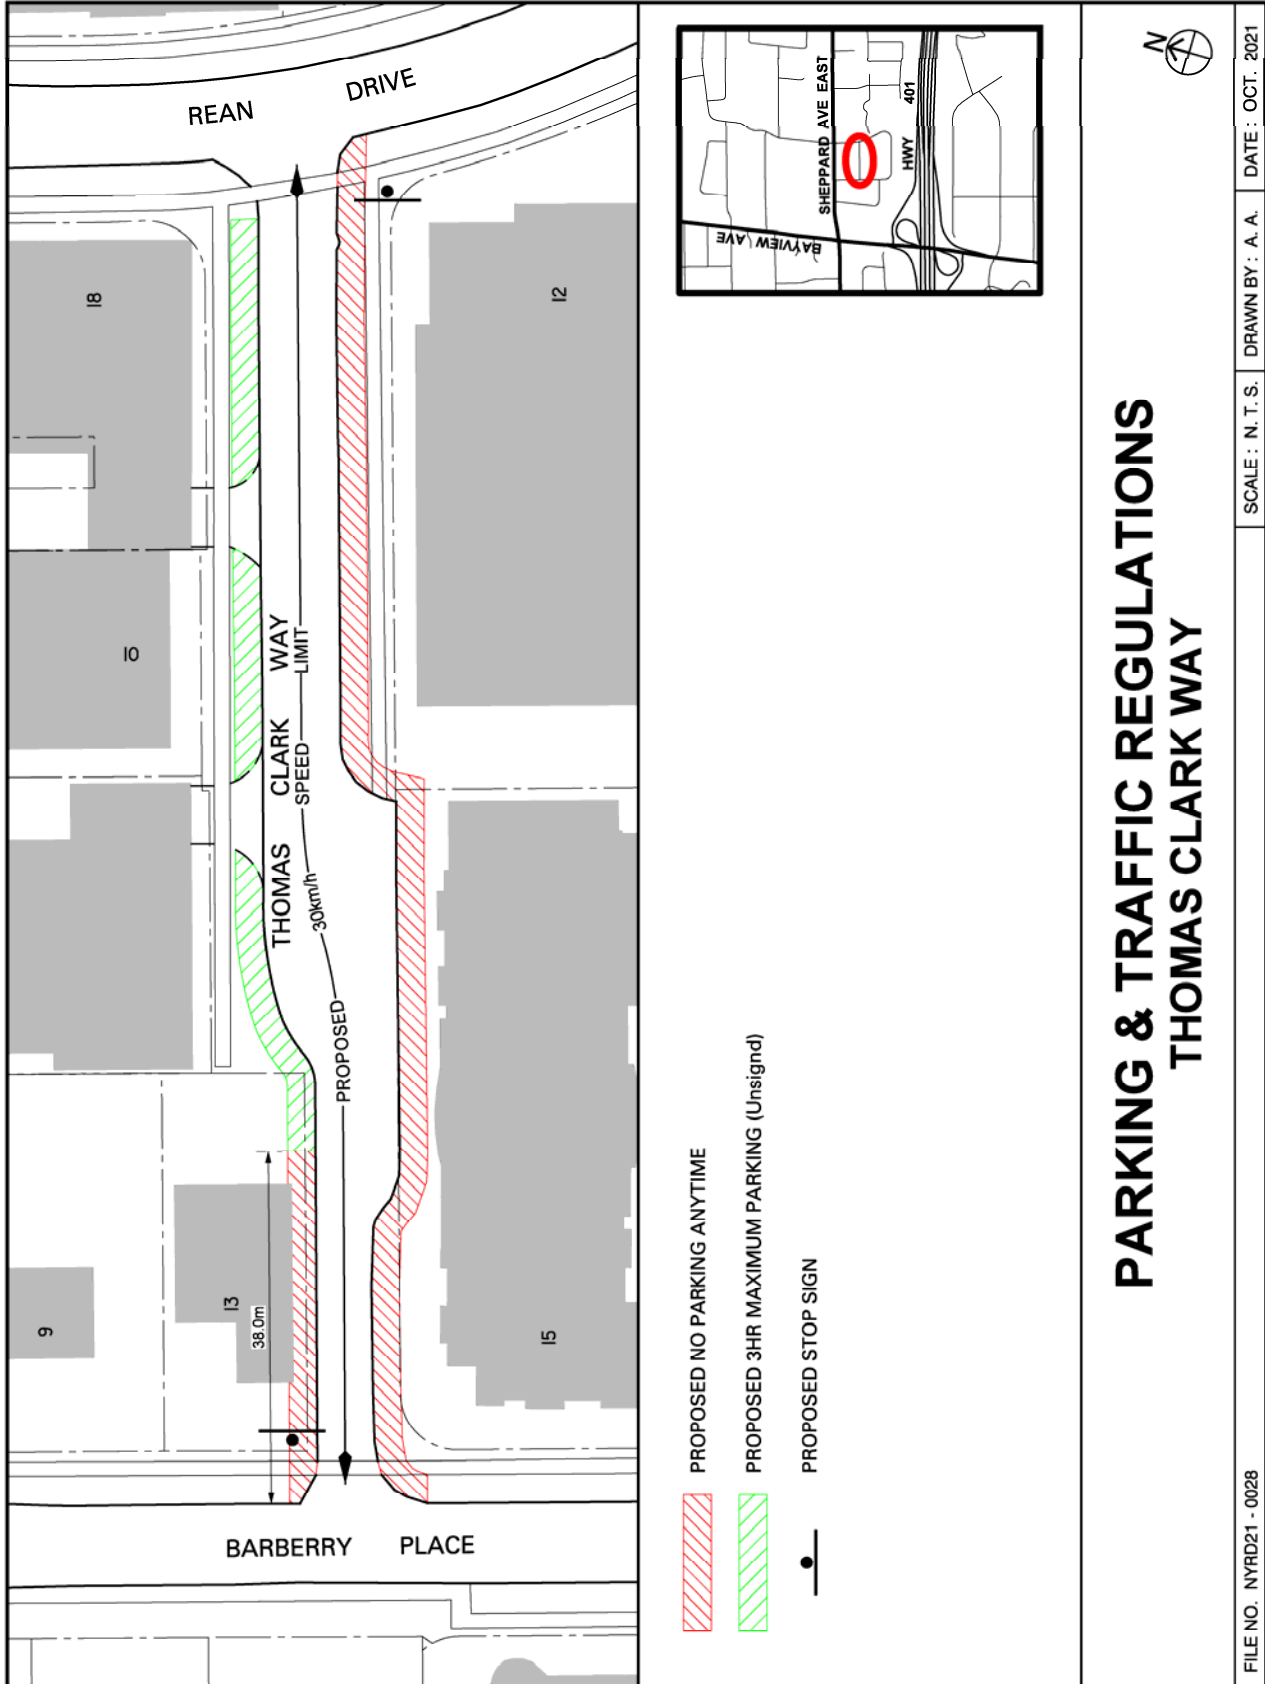 REAN DRIVE
18
12
10
THOMAS CLARK WAY
PROPOSED 30km/h SPEED LIMIT
9
13
38.0m
15
BARBERRY PLACE
SHEPPARD AVE EAST
BAYVIEW AVE
HWY 401
PROPOSED NO PARKING ANYTIME
PROPOSED 3HR MAXIMUM PARKING (Unsignd)
PROPOSED STOP SIGN
N
PARKING & TRAFFIC REGULATIONS
THOMAS CLARK WAY
FILE NO. NYRD21 - 0028
SCALE : N. T. S.
DRAWN BY : A. A.
DATE : OCT. 2021